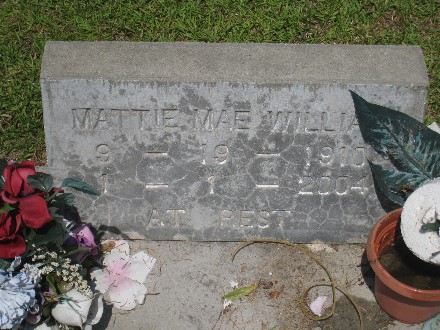 MATTIE MAE WILLIA
9 - 19 - 1910
1 - 1 - 2004
AT REST